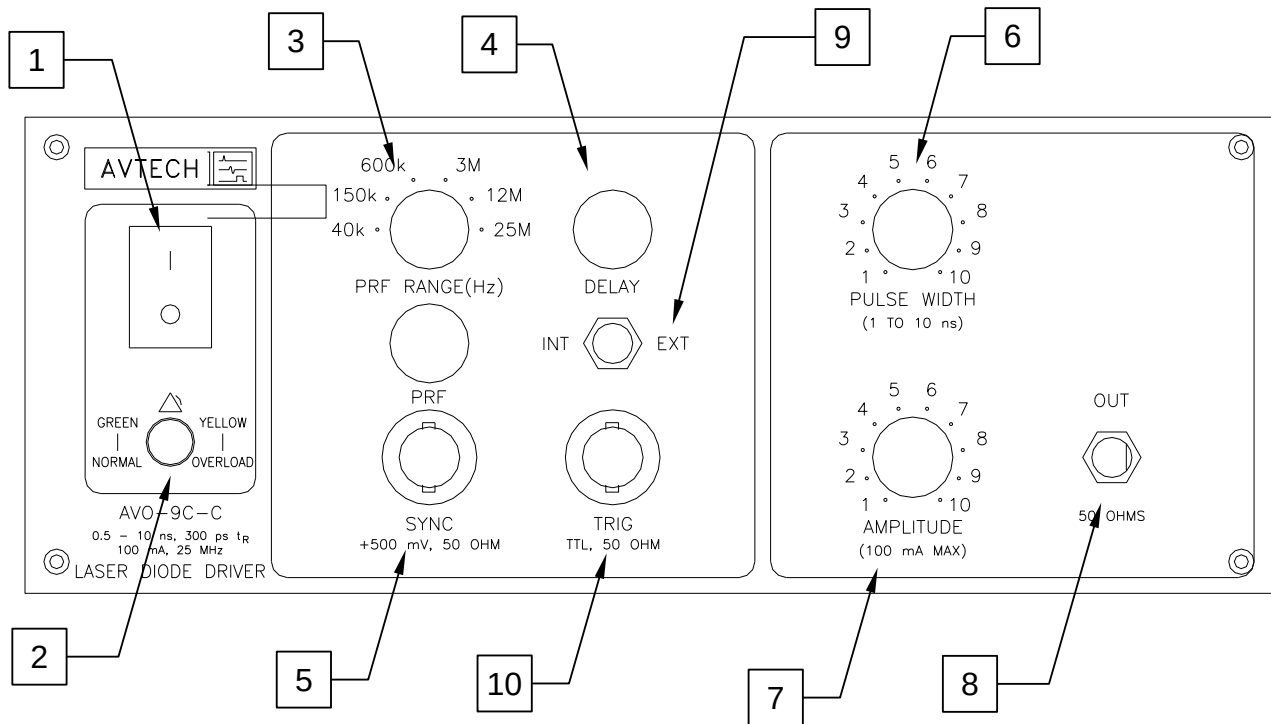 1
3
4
9
6
AVTECH
600k
3M
150k
12M
40k
25M
PRF RANGE(Hz)
DELAY
INT
EXT
PRF
GREEN
YELLOW
NORMAL
OVERLOAD
AVO-9C-C
0.5 - 10 ns, 300 ps tR
100 mA, 25 MHz
LASER DIODE DRIVER
SYNC
+500 mV, 50 OHM
TRIG
TTL, 50 OHM
1
2
3
4
5
6
7
8
9
10
PULSE WIDTH
(1 TO 10 ns)
1
2
3
4
5
6
7
8
9
10
AMPLITUDE
(100 mA MAX)
OUT
50 OHMS
2
5
10
7
8